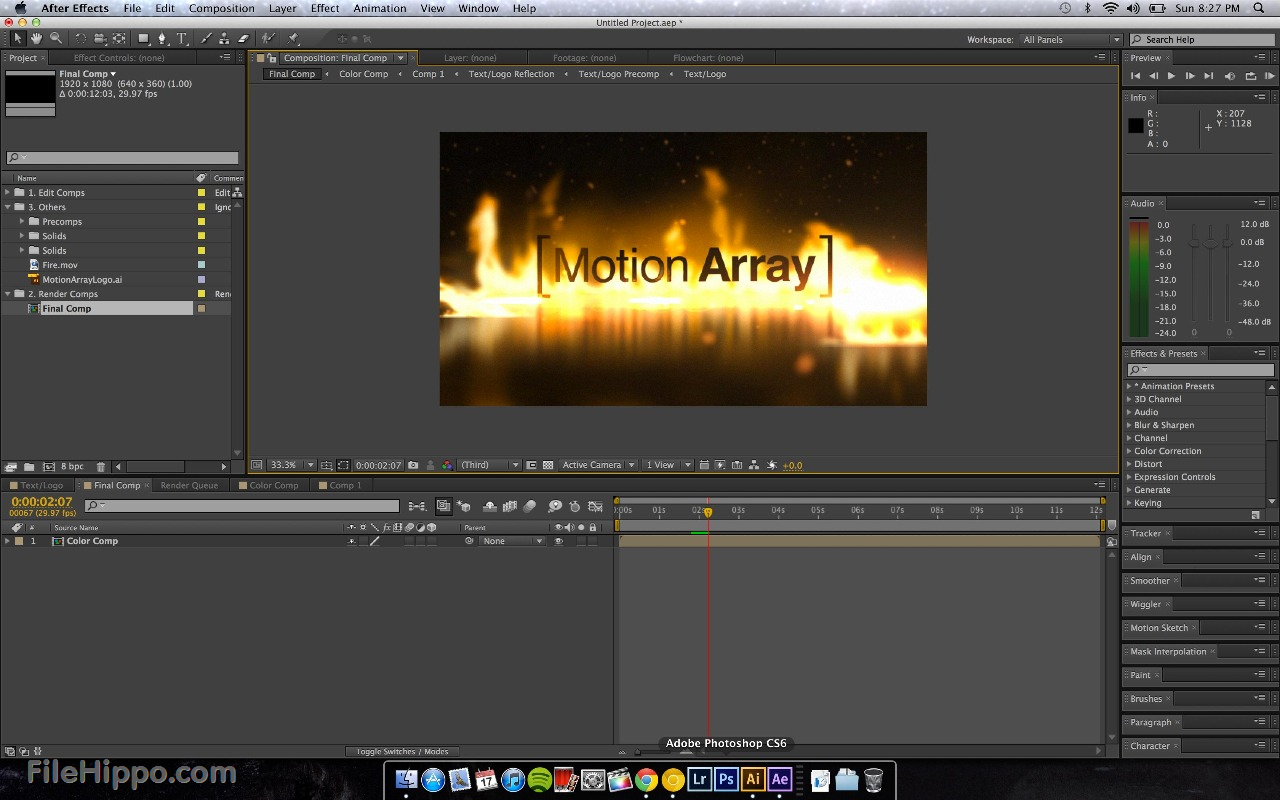 After Effects File Edit Composition Layer Effect Animation View Window Help Sun 8:27 PM
Untitled Project.aep *
Workspace: All Panels Search Help
Project × Effect Controls: (none)
Composition: Final Comp Layer: (none) Footage: (none) Flowchart: (none)
Final Comp Color Comp Comp 1 Text/Logo Reflection Text/Logo Precomp Text/Logo
Final Comp
1920 x 1080 (640 x 360) (1.00)
Δ 0:00:12:03, 29.97 fps
Name Commen
1. Edit Comps Edit
3. Others Igno
Precomps
Solids
Solids
Fire.mov
MotionArrayLogo.ai
2. Render Comps Rend
Final Comp
8 bpc
[Motion Array]
33.3% 0:00:02:07 (Third) Active Camera 1 View +0.0
Preview ×
Info ×
R :
G :
B :
A : 0
X : 207
Y : 1128
Audio ×
0.0
-3.0
-6.0
-9.0
-12.0
-15.0
-18.0
-21.0
-24.0
12.0 dB
0.0 dB
-12.0
-24.0
-36.0
-48.0 dB
0 0
Effects & Presets ×
* Animation Presets
3D Channel
Audio
Blur & Sharpen
Channel
Color Correction
Distort
Expression Controls
Generate
Keying
Tracker ×
Align ×
Smoother ×
Wiggler ×
Motion Sketch ×
Mask Interpolation ×
Paint ×
Brushes ×
Paragraph ×
Character ×
Text/Logo Final Comp × Render Queue Color Comp Comp 1
0:00:02:07
00067 (29.97 fps)
# Source Name Parent
1 Color Comp None
):00s 01s 02s 03s 04s 05s 06s 07s 08s 09s 10s 11s 12s
Toggle Switches / Modes
Adobe Photoshop CS6
FileHippo.com
17
Lr Ps Ai Ae